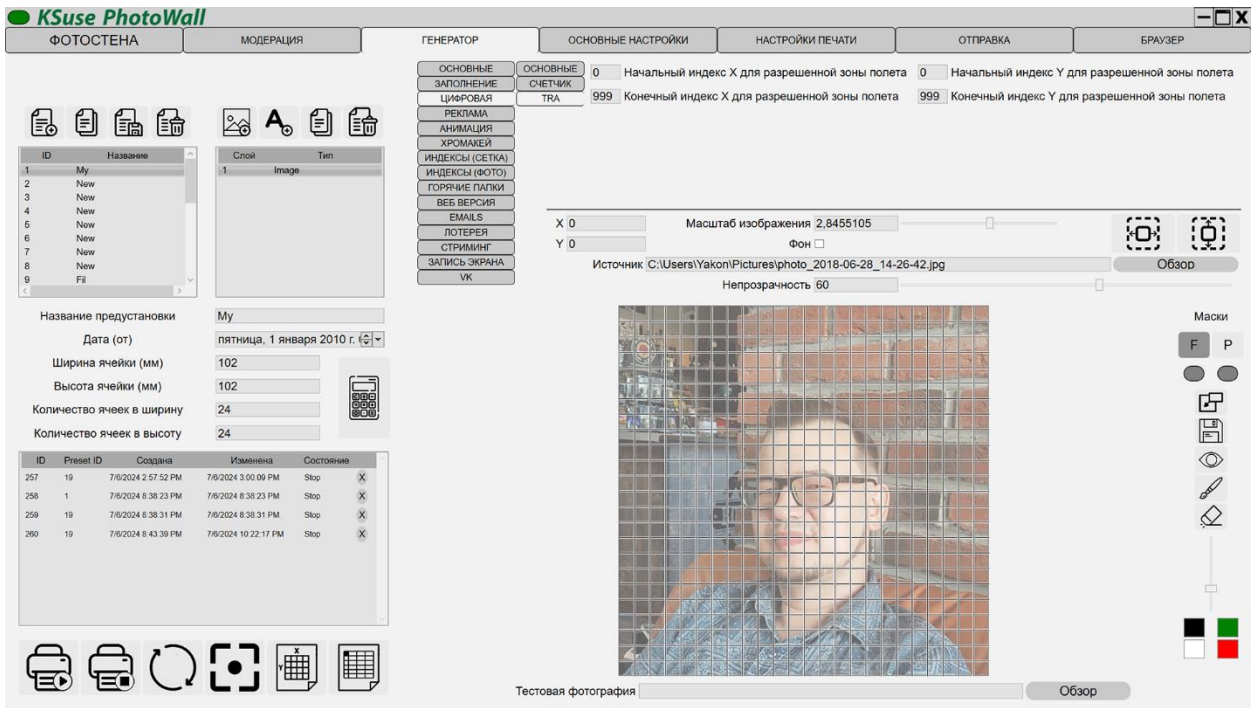 KSuse PhotoWall
ФОТОСТЕНА МОДЕРАЦИЯ ГЕНЕРАТОР ОСНОВНЫЕ НАСТРОЙКИ НАСТРОЙКИ ПЕЧАТИ ОТПРАВКА БРАУЗЕР
ОСНОВНЫЕ
ЗАПОЛНЕНИЕ
ЦИФРОВАЯ
РЕКЛАМА
АНИМАЦИЯ
ХРОМАКЕЙ
ИНДЕКСЫ (СЕТКА)
ИНДЕКСЫ (ФОТО)
ГОРЯЧИЕ ПАПКИ
ВЕБ ВЕРСИЯ
EMAILS
ЛОТЕРЕЯ
СТРИМИНГ
ЗАПИСЬ ЭКРАНА
VK
ОСНОВНЫЕ
СЧЕТЧИК
TRA
0 Начальный индекс X для разрешенной зоны полета 0 Начальный индекс Y для разрешенной зоны полета
999 Конечный индекс X для разрешенной зоны полета 999 Конечный индекс Y для разрешенной зоны полета
ID Название
1 My
2 New
3 New
4 New
5 New
6 New
7 New
8 New
9 Fil
Слой Тип
1 Image
X 0 Масштаб изображения 2,8455105
Y 0 Фон
Источник C:\Users\Yakon\Pictures\photo_2018-06-28_14-26-42.jpg Обзор
Непрозрачность 60
Название предустановки My
Дата (от) пятница, 1 января 2010 г.
Ширина ячейки (мм) 102
Высота ячейки (мм) 102
Количество ячеек в ширину 24
Количество ячеек в высоту 24
ID Preset ID Создана Изменена Состояние
257 19 7/6/2024 2:57:52 PM 7/6/2024 3:00:09 PM Stop X
258 1 7/6/2024 8:38:23 PM 7/6/2024 8:38:23 PM Stop X
259 19 7/6/2024 8:38:31 PM 7/6/2024 8:38:31 PM Stop X
260 19 7/6/2024 8:43:39 PM 7/6/2024 10:22:17 PM Stop X
Маски
F P
X
Y
Тестовая фотография Обзор